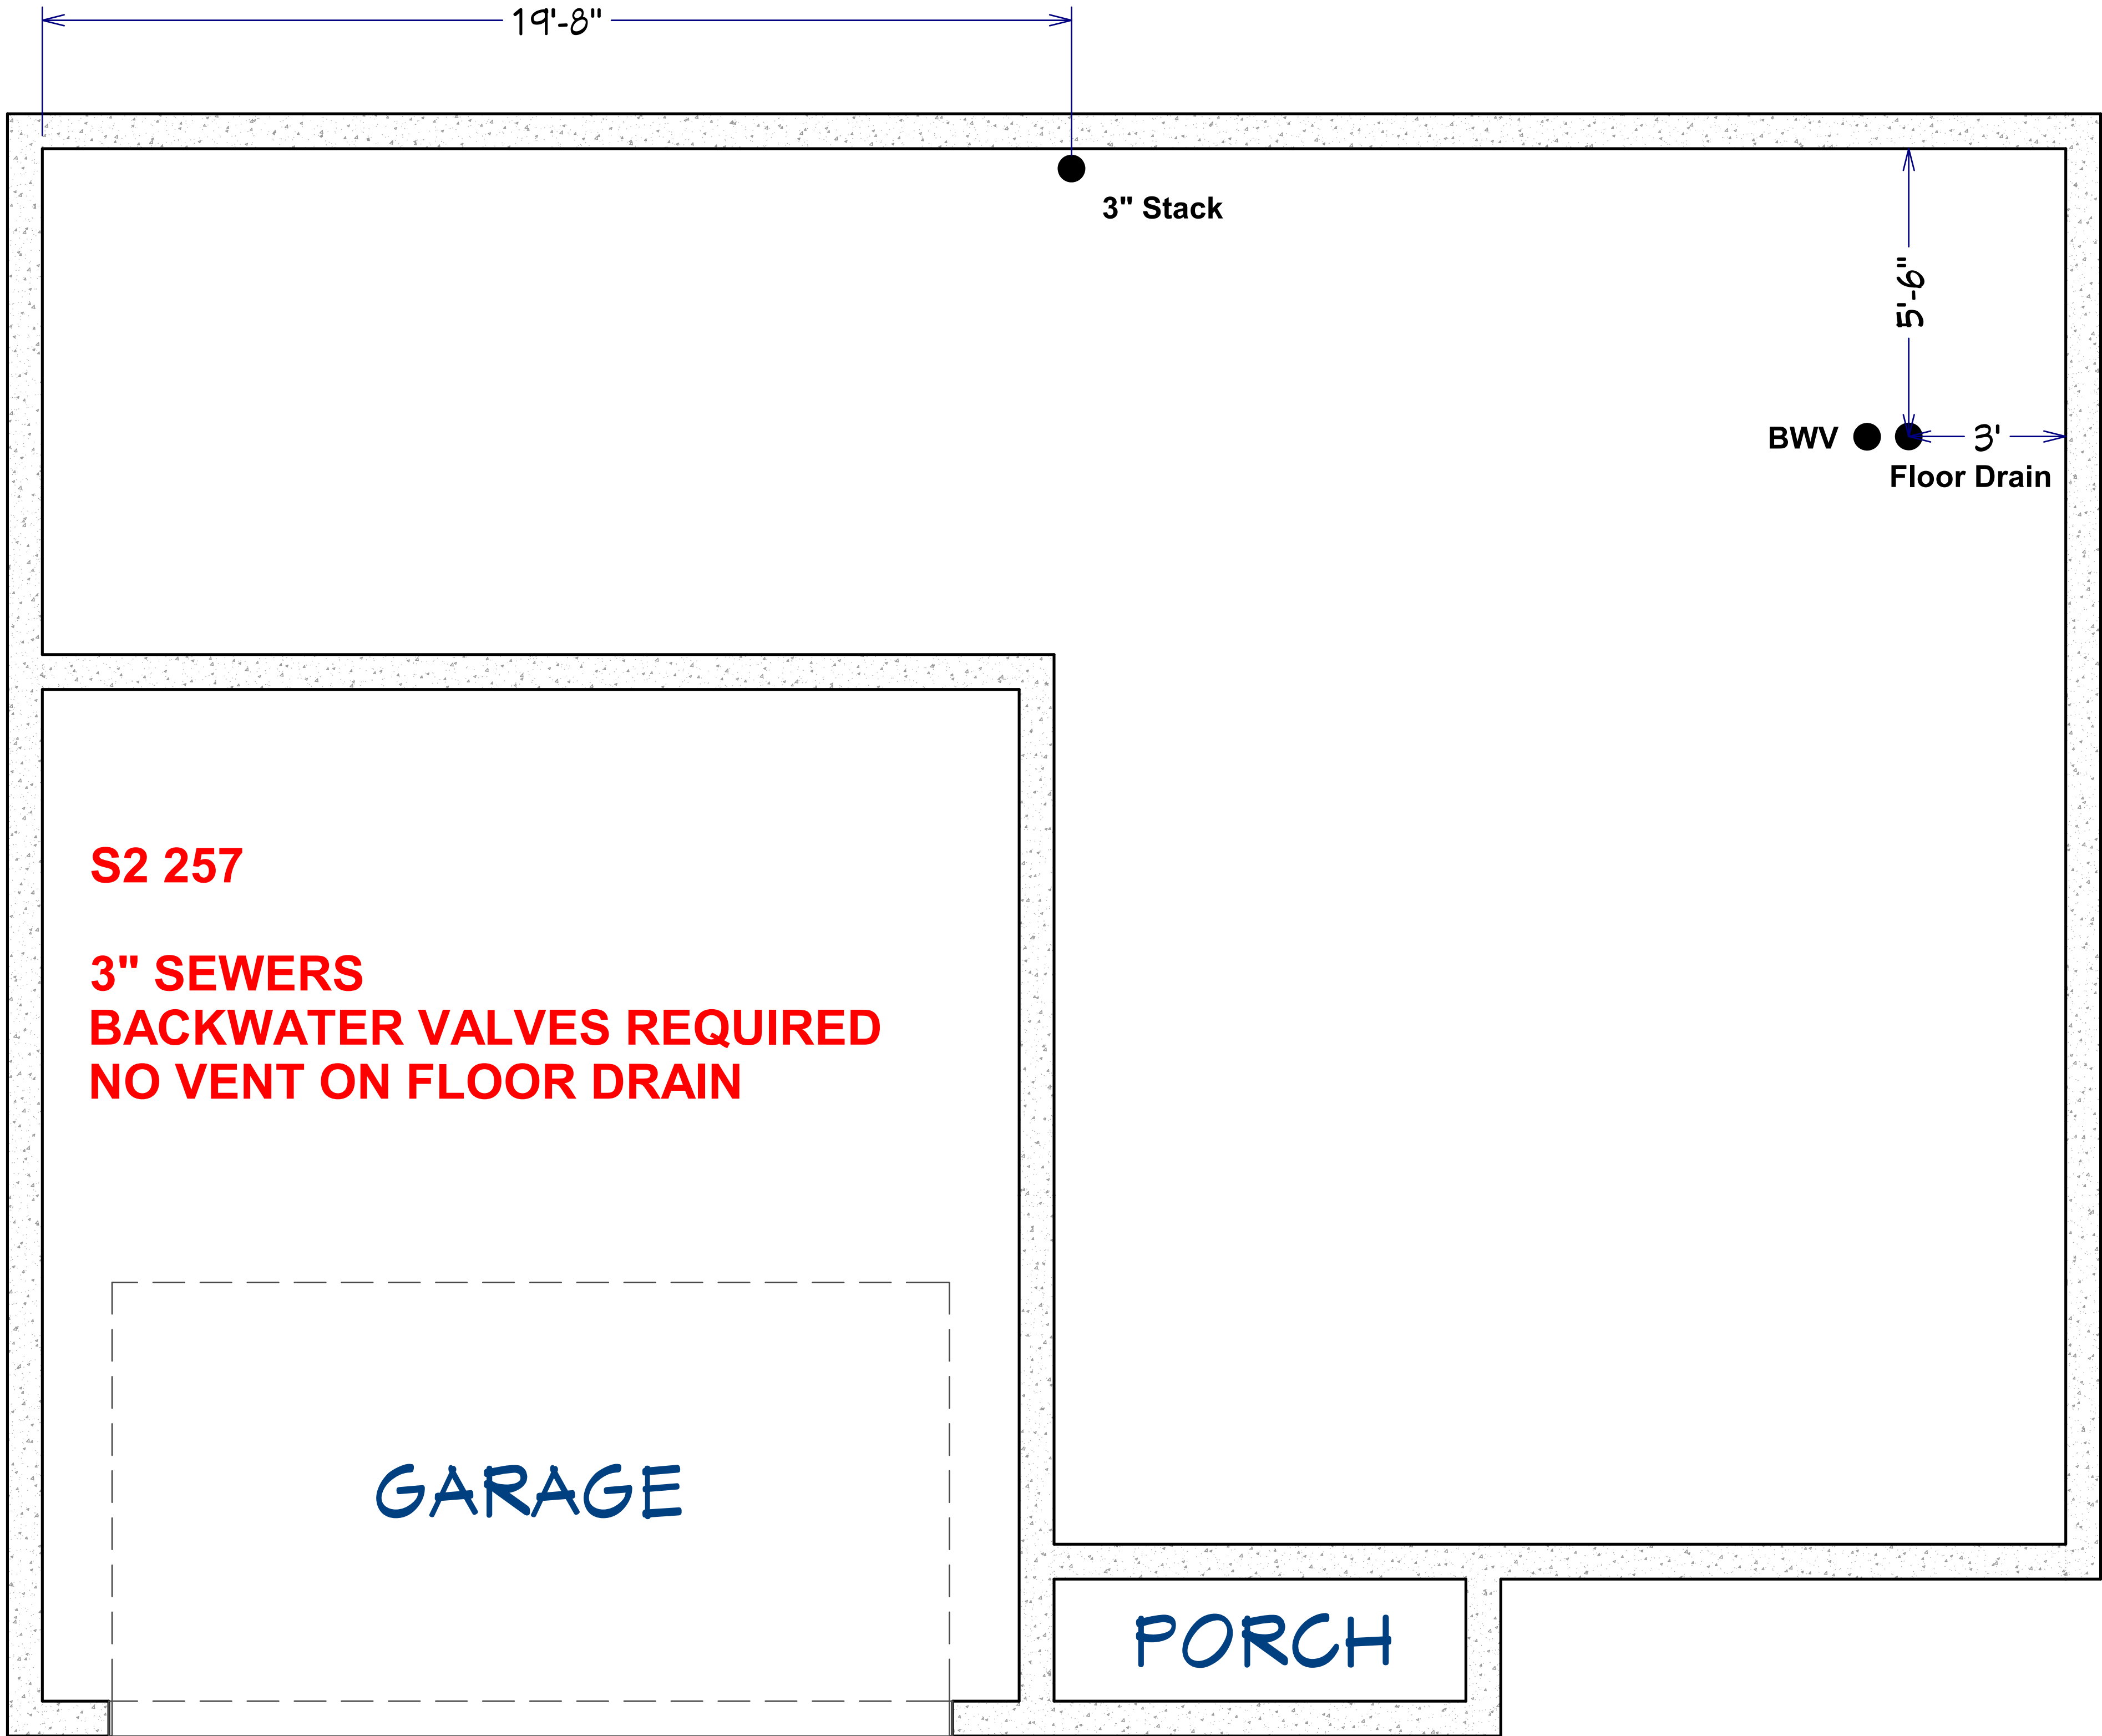 19'-8"
3" Stack
5'-6"
BWV
3'
Floor Drain
S2 257
3" SEWERS
BACKWATER VALVES REQUIRED
NO VENT ON FLOOR DRAIN
GARAGE
PORCH